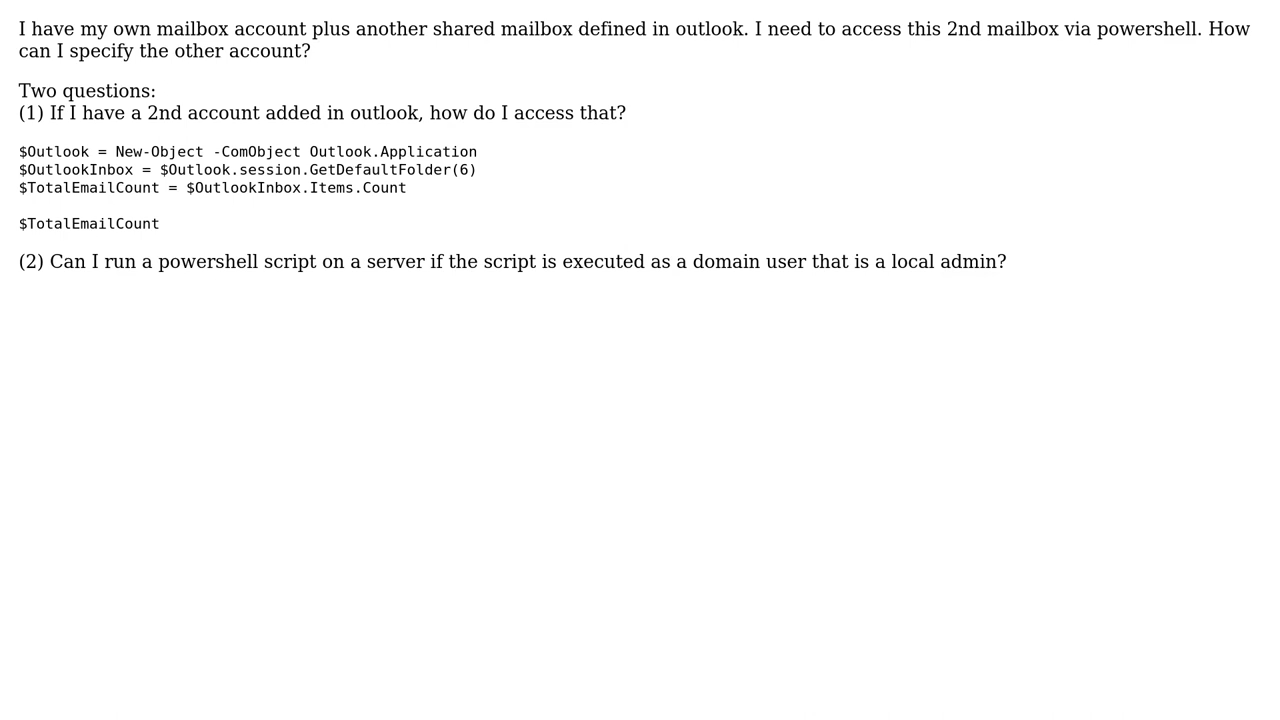 I have my own mailbox account plus another shared mailbox defined in outlook. I need to access this 2nd mailbox via powershell. How
can I specify the other account?
Two questions:
(1) If I have a 2nd account added in outlook, how do I access that?
$Outlook = New-Object -ComObject Outlook.Application
$OutlookInbox = $Outlook.session.GetDefaultFolder(6)
$TotalEmailCount = $OutlookInbox.Items.Count
$TotalEmailCount
(2) Can I run a powershell script on a server if the script is executed as a domain user that is a local admin?